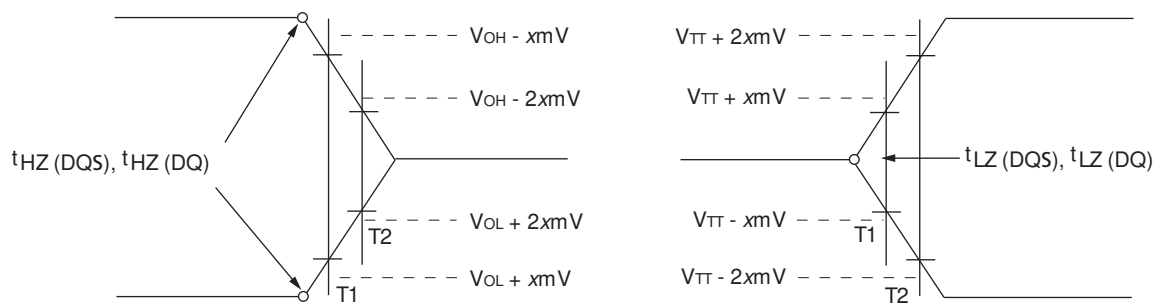 VOH - xmV
VOH - 2xmV
tHZ (DQS), tHZ (DQ)
VOL + 2xmV
T2
VOL + xmV
T1
VTT + 2xmV
VTT + xmV
tLZ (DQS), tLZ (DQ)
VTT - xmV
T1
VTT - 2xmV
T2